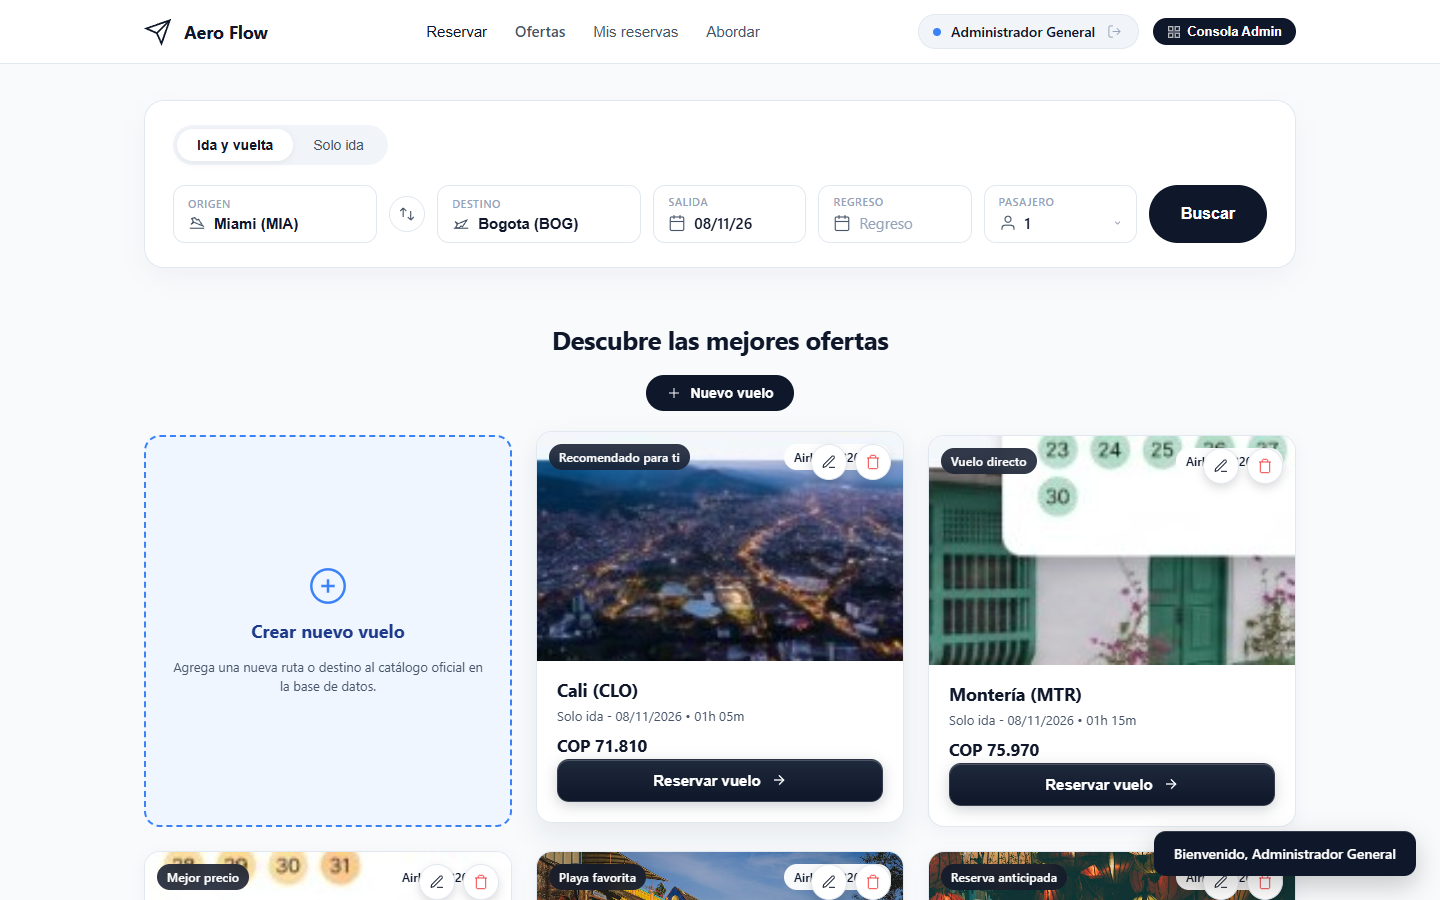 Aero Flow
Reservar
Ofertas
Mis reservas
Abordar
Administrador General
Consola Admin
Ida y vuelta
Solo ida
ORIGEN
Miami (MIA)
DESTINO
Bogota (BOG)
SALIDA
08/11/26
REGRESO
Regreso
PASAJERO
1
Buscar
Descubre las mejores ofertas
Nuevo vuelo
Crear nuevo vuelo
Agrega una nueva ruta o destino al catálogo oficial en
la base de datos.
Recomendado para ti
Cali (CLO)
Solo ida - 08/11/2026 • 01h 05m
COP 71.810
Reservar vuelo
Vuelo directo
23 24 25 26 27
30
Montería (MTR)
Solo ida - 08/11/2026 • 01h 15m
COP 75.970
Reservar vuelo
Mejor precio
28 29 30 31
Playa favorita
Reserva anticipada
Bienvenido, Administrador General